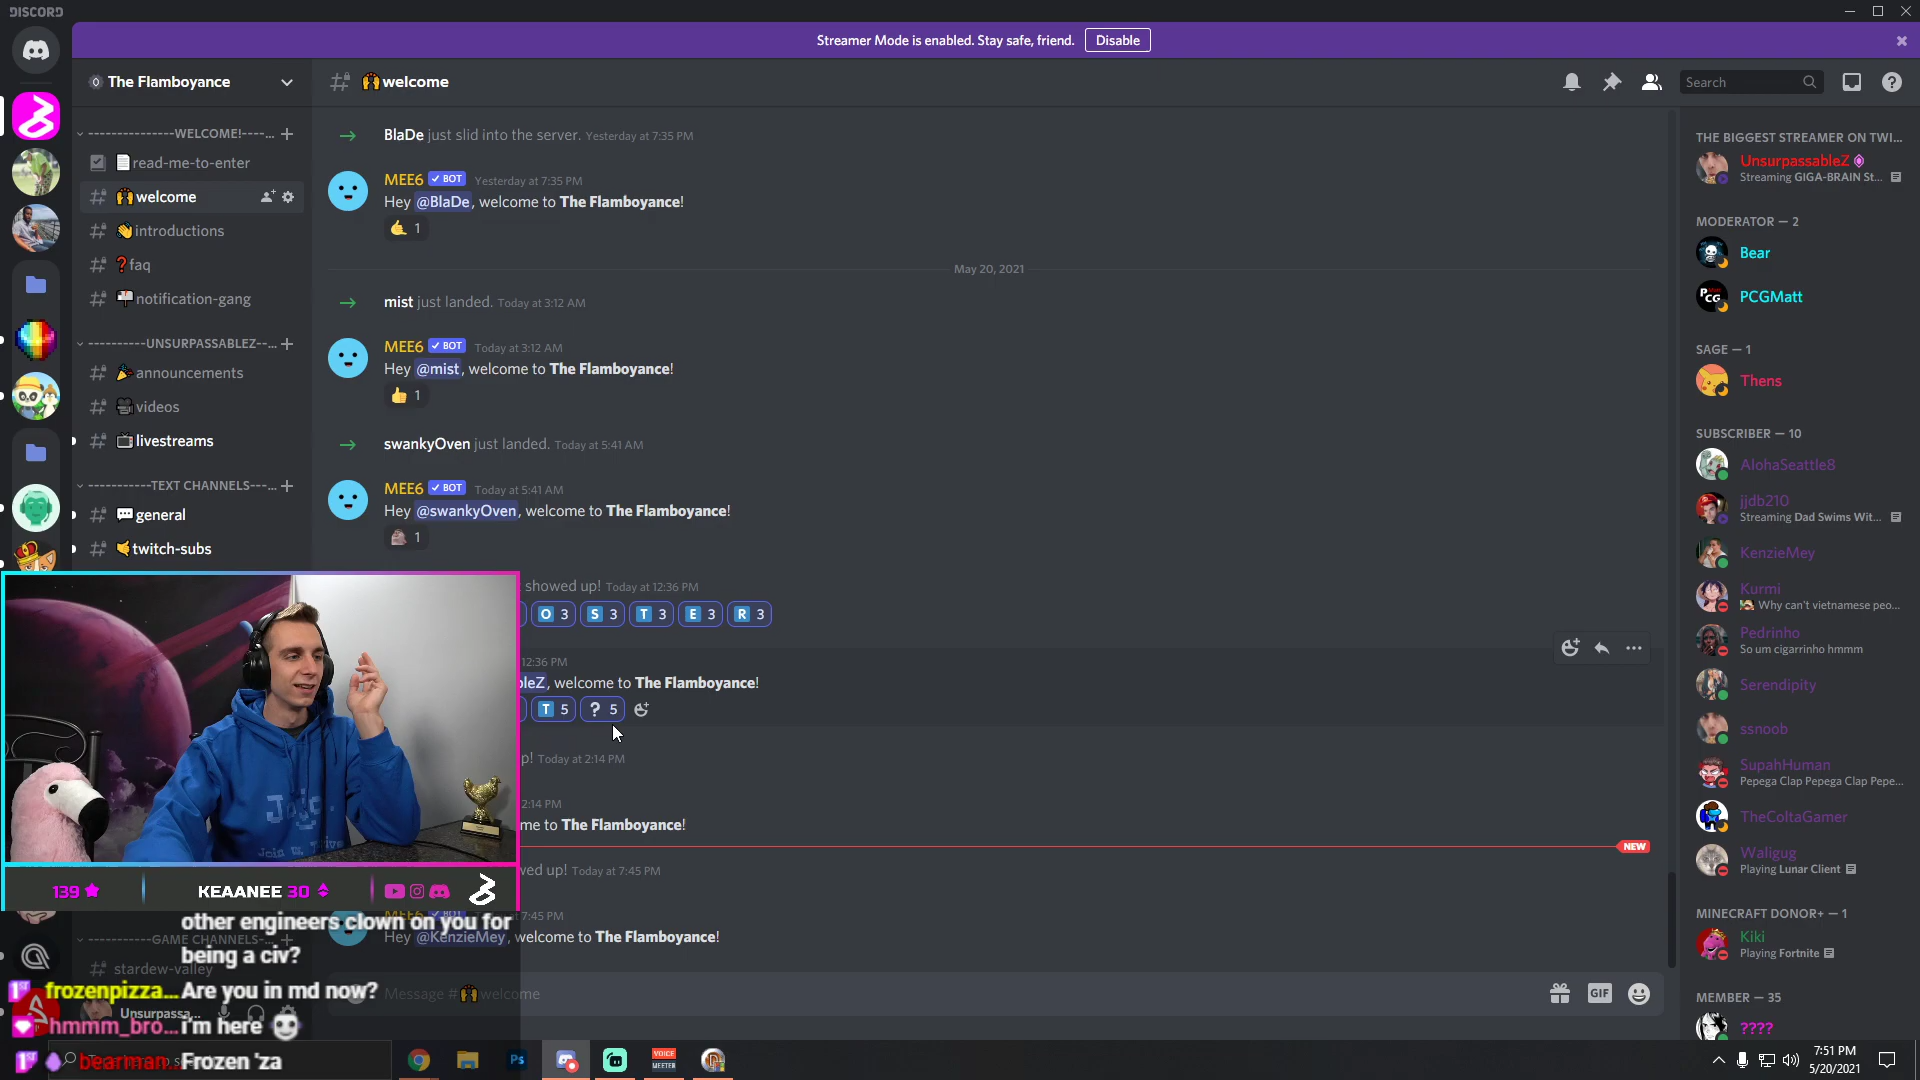 DISCORD
Streamer Mode is enabled. Stay safe, friend. Disable
The Flamboyance
welcome
Search
---------------WELCOME!----...
read-me-to-enter
welcome
introductions
faq
notification-gang
----------UNSURPASSABLEZ--...
announcements
videos
livestreams
-----------TEXT CHANNELS---...
general
twitch-subs
BlaDe just slid into the server. Yesterday at 7:35 PM
MEE6 BOT Yesterday at 7:35 PM
Hey @BlaDe, welcome to The Flamboyance!
1
May 20, 2021
mist just landed. Today at 3:12 AM
MEE6 BOT Today at 3:12 AM
Hey @mist, welcome to The Flamboyance!
1
swankyOven just landed. Today at 5:41 AM
MEE6 BOT Today at 5:41 AM
Hey @swankyOven, welcome to The Flamboyance!
1
showed up! Today at 12:36 PM
O 3 S 3 T 3 E 3 R 3
12:36 PM
bleZ, welcome to The Flamboyance!
T 5 ? 5
p! Today at 2:14 PM
2:14 PM
me to The Flamboyance!
NEW
ved up! Today at 7:45 PM
MEE6 7:45 PM
Hey @KenzieMey, welcome to The Flamboyance!
Message # welcome
GIF
THE BIGGEST STREAMER ON TWI...
UnsurpassableZ
Streaming GIGA-BRAIN St...
MODERATOR — 2
Bear
PCG
PCGMatt
SAGE — 1
Thens
SUBSCRIBER — 10
AlohaSeattle8
jjdb210
Streaming Dad Swims Wit...
KenzieMey
Kurmi
Why can't vietnamese peo...
Pedrinho
So um cigarrinho hmmm
Serendipity
ssnoob
SupahHuman
Pepega Clap Pepega Clap Pepe...
TheColtaGamer
Waligug
Playing Lunar Client
MINECRAFT DONOR+ — 1
Kiki
Playing Fortnite
MEMBER — 35
????
139
KEAANEE 30
other engineers clown on you for
being a civ?
-----------GAME CHANNELS-...
stardew-valley
frozenpizza... Are you in md now?
Unsurpassa...
hmmm_bro... i'm here
bearman... Frozen 'za
Ps
VOICE
MEETER
7:51 PM
5/20/2021